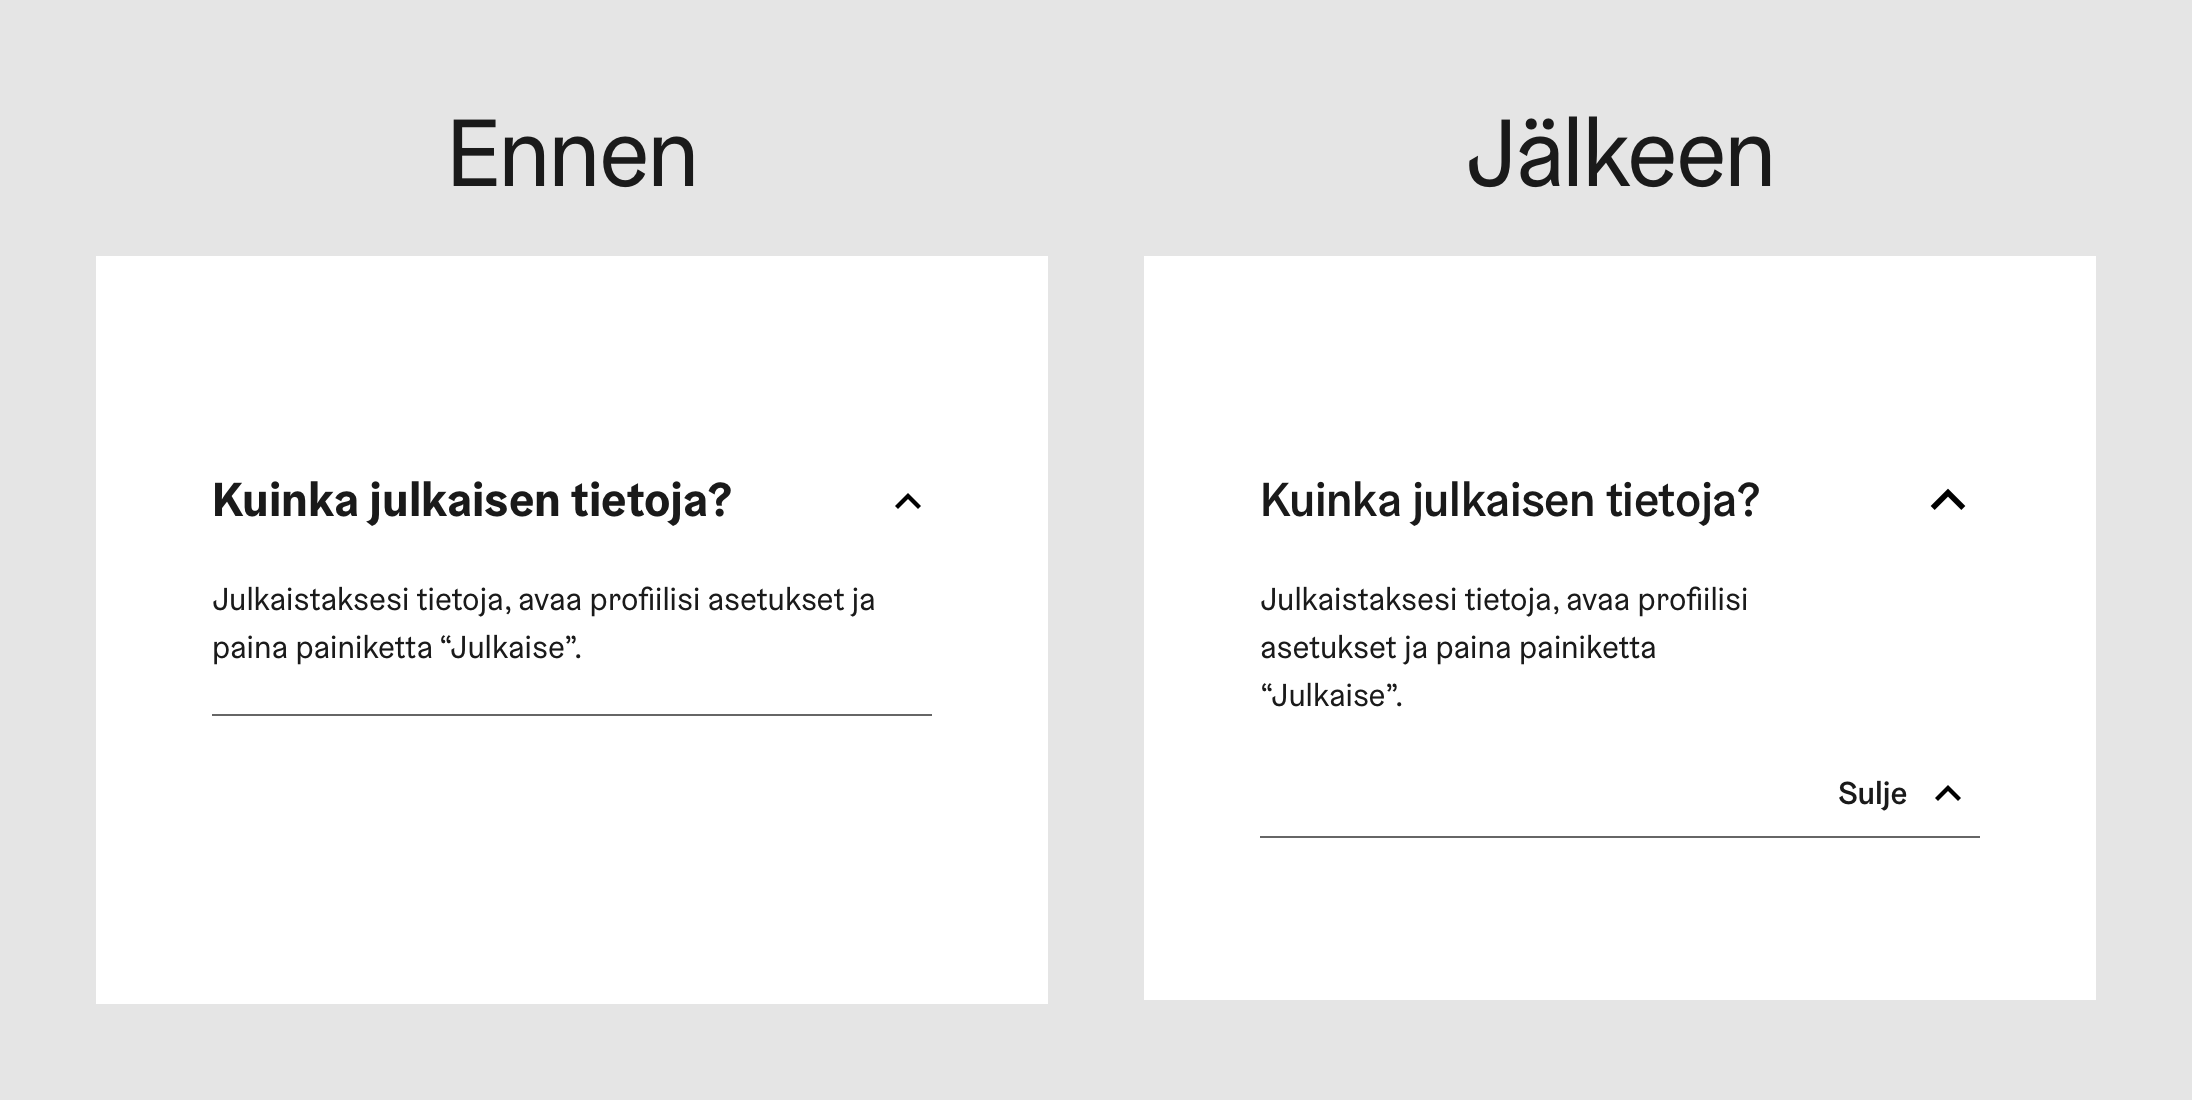 Ennen
Kuinka julkaisen tietoja?
Julkaistaksesi tietoja, avaa profiilisi asetukset ja
paina painiketta “Julkaise”.
Jälkeen
Kuinka julkaisen tietoja?
Julkaistaksesi tietoja, avaa profiilisi
asetukset ja paina painiketta
“Julkaise”.
Sulje